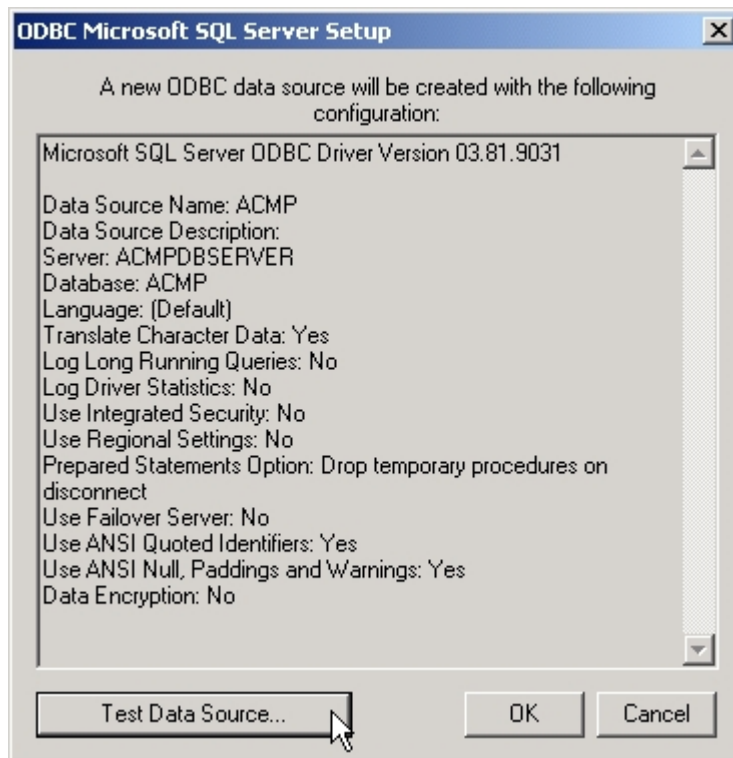 ODBC Microsoft SQL Server Setup
A new ODBC data source will be created with the following
configuration:
Microsoft SQL Server ODBC Driver Version 03.81.9031
Data Source Name: ACMP
Data Source Description:
Server: ACMPDBSERVER
Database: ACMP
Language: (Default)
Translate Character Data: Yes
Log Long Running Queries: No
Log Driver Statistics: No
Use Integrated Security: No
Use Regional Settings: No
Prepared Statements Option: Drop temporary procedures on
disconnect
Use Failover Server: No
Use ANSI Quoted Identifiers: Yes
Use ANSI Null, Paddings and Warnings: Yes
Data Encryption: No
Test Data Source...
OK
Cancel